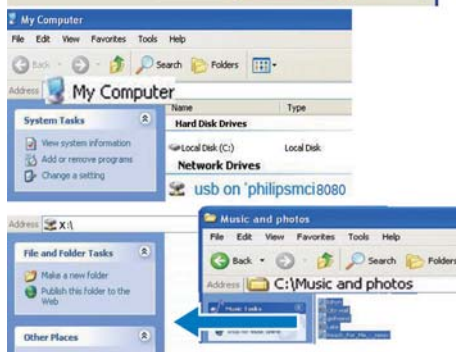 My Computer
File Edit View Favorites Tools Help
Back Search Folders
Address My Computer
Name Type
System Tasks
Hard Disk Drives
View system information
Local Disk (C:) Local Disk
Add or remove programs
Change a setting
Network Drives
usb on 'philipsmci8080
Address X:\
Music and photos
File Edit View Favorites Tools Help
Back Search Folders
Address C:\Music and photos
File and Folder Tasks
Make a new folder
Publish this folder to the
Web
Music Tasks
Other Places